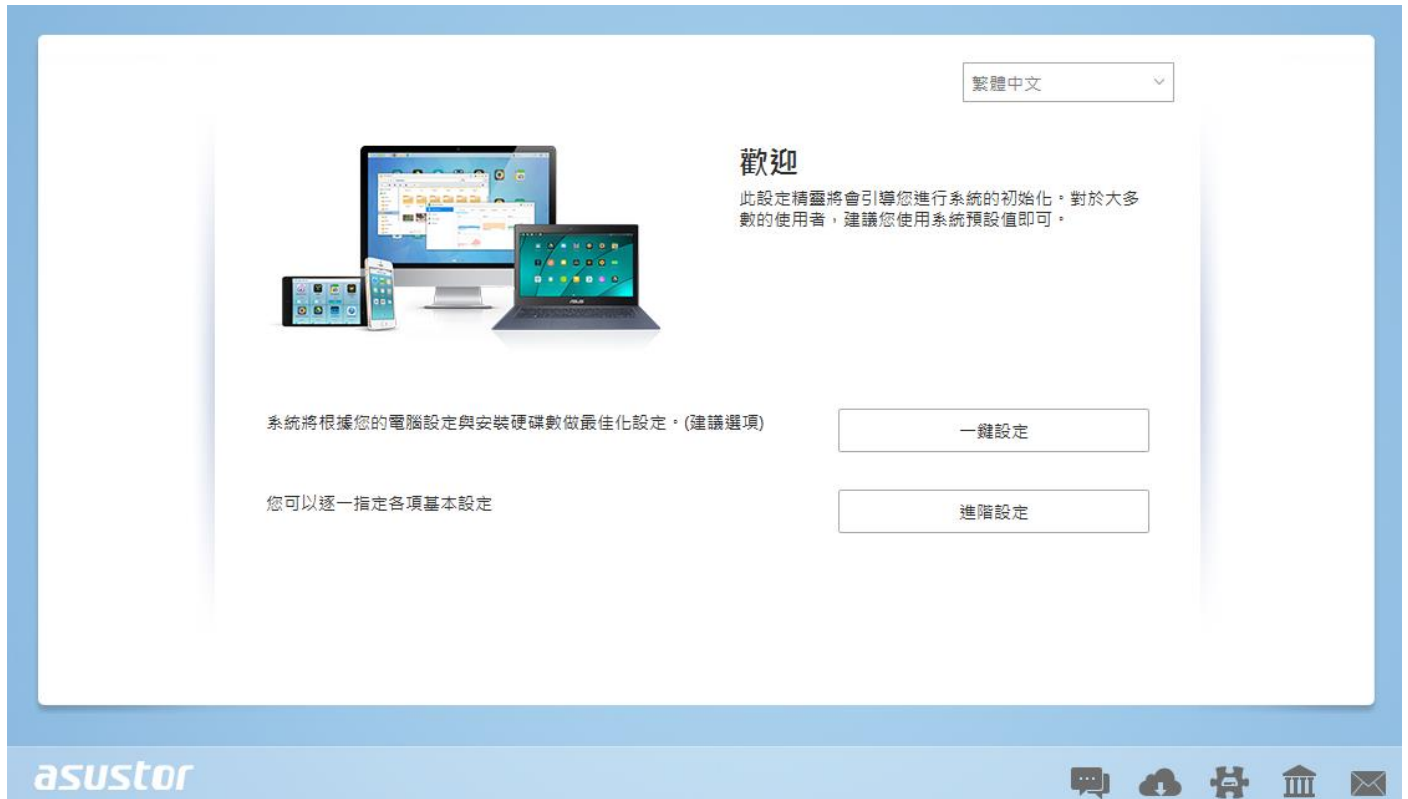 繁體中文
歡迎
此設定精靈將會引導您進行系統的初始化。對於大多
數的使用者，建議您使用系統預設值即可。
系統將根據您的電腦設定與安裝硬碟數做最佳化設定。(建議選項)
一鍵設定
您可以逐一指定各項基本設定
進階設定
asustor